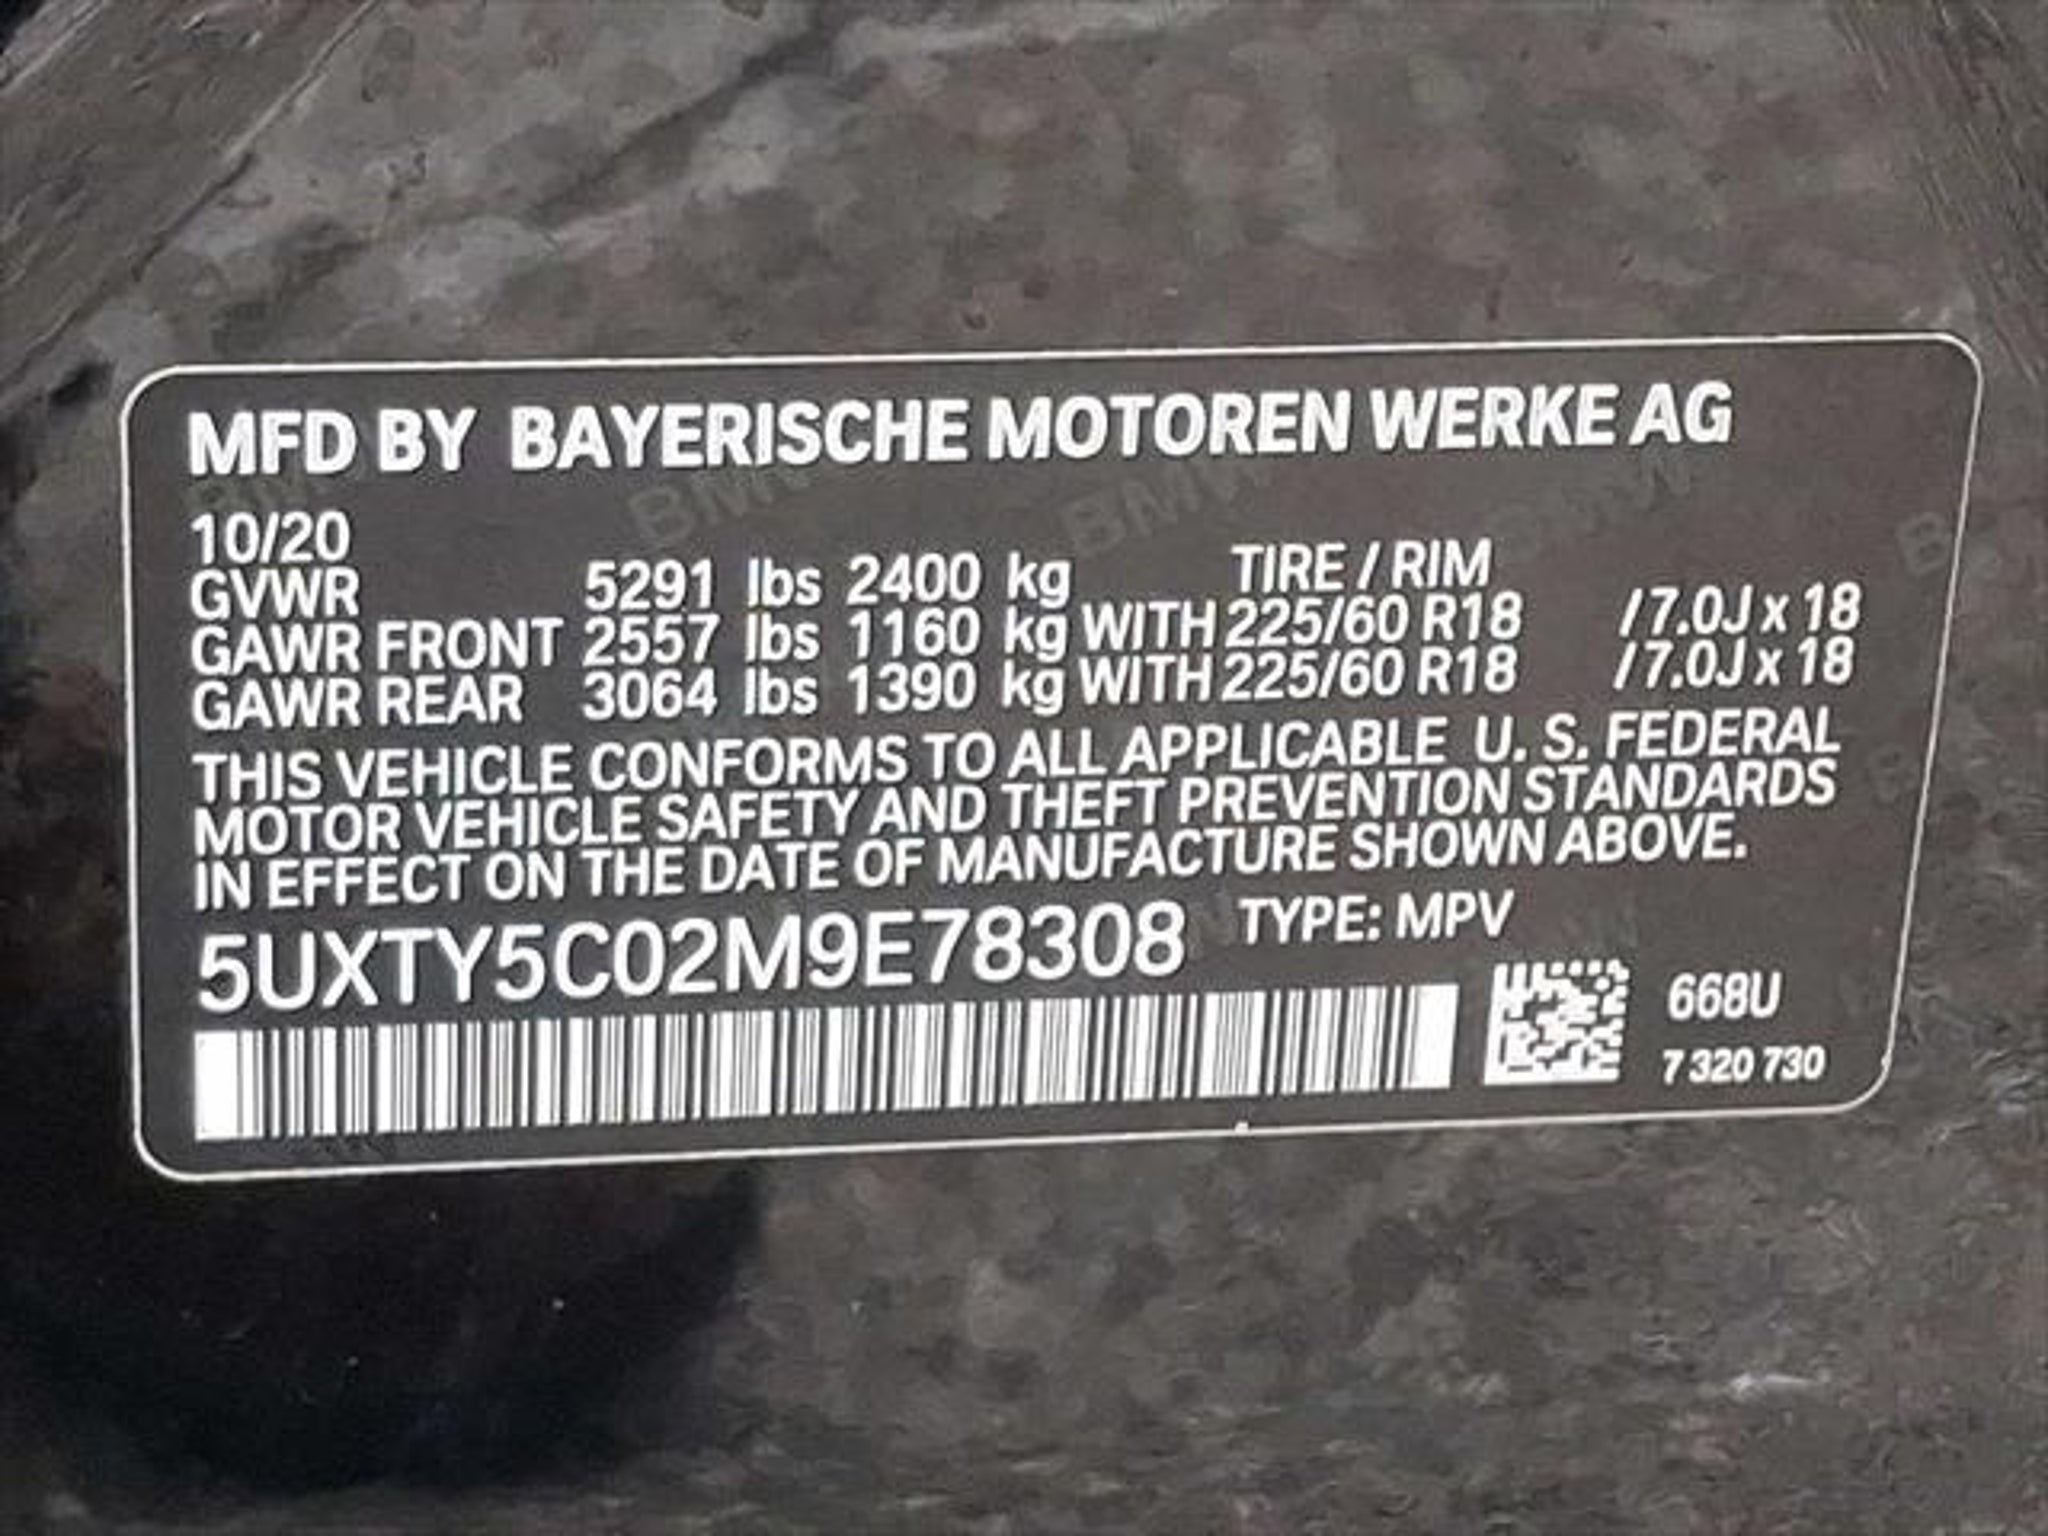 MFD BY BAYERISCHE MOTOREN WERKE AG
10/20
GVWR 5291 lbs 2400 kg TIRE / RIM
GAWR FRONT 2557 lbs 1160 kg WITH 225/60 R18 / 7.0J x 18
GAWR REAR 3064 lbs 1390 kg WITH 225/60 R18 / 7.0J x 18
THIS VEHICLE CONFORMS TO ALL APPLICABLE U. S. FEDERAL
MOTOR VEHICLE SAFETY AND THEFT PREVENTION STANDARDS
IN EFFECT ON THE DATE OF MANUFACTURE SHOWN ABOVE.
5UXTY5C02M9E78308 TYPE: MPV
668U
7 320 730
BMW BMW BMW